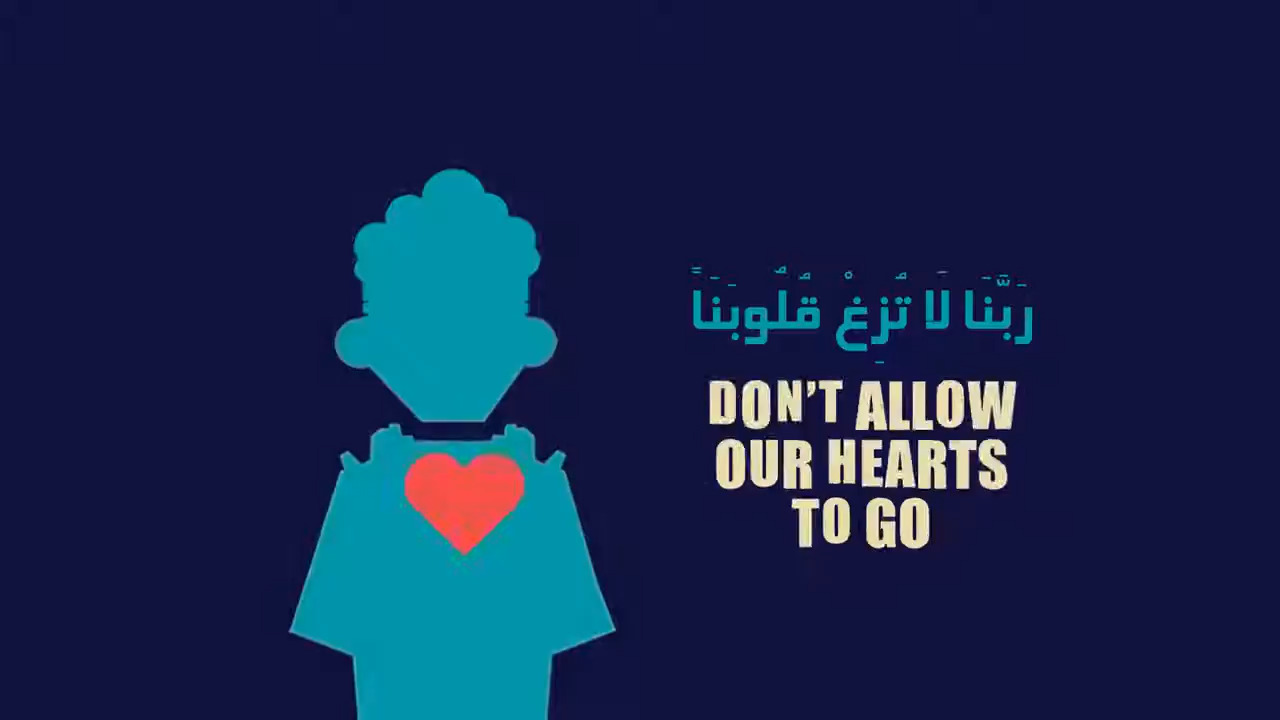 رَبَّنَا لَا تُزِغْ قُلُوبَنَاً
DON'T ALLOW
OUR HEARTS
TO GO